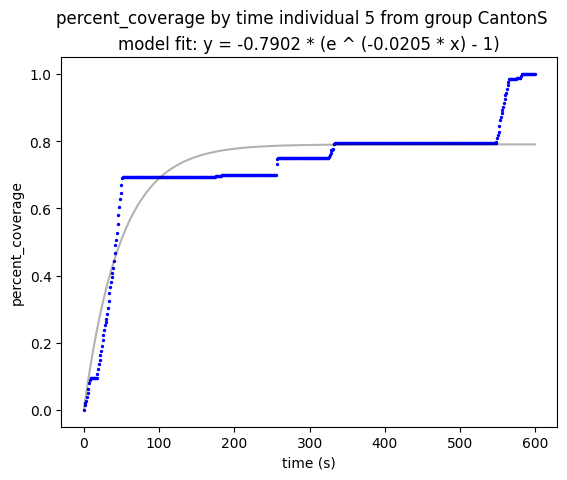 percent_coverage by time individual 5 from group CantonS
model fit: y = -0.7902 * (e ^ (-0.0205 * x) - 1)
1.0
0.8
0.6
0.4
0.2
0.0
percent_coverage
0 100 200 300 400 500 600
time (s)